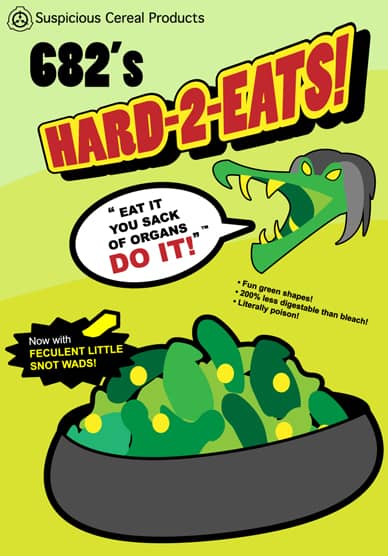 Suspicious Cereal Products
682's
HARD-2-EATS!
“ EAT IT
YOU SACK
OF ORGANS
DO IT!” ™
• Fun green shapes!
• 200% less digestable than bleach!
• Literally poison!
Now with
FECULENT LITTLE
SNOT WADS!